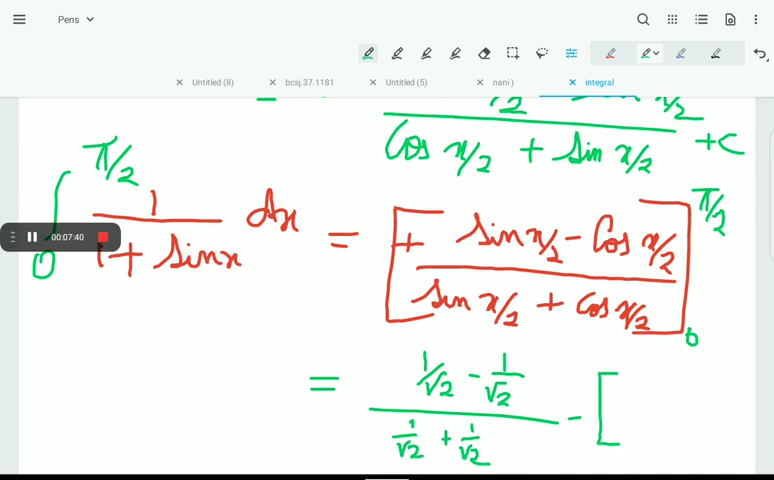 Pens
Untitled (8) bcsj.37.1181 Untitled (5) nani ) integral
Cos x/2 + Sin x/2 + C
∫ 0 π/2 1/1 + Sinx dx = [+ Sin x/2 - Cos x/2 / Sin x/2 + Cos x/2] 0 π/2
00:07:40
= 1/√2 - 1/√2 / 1/√2 + 1/√2 - [